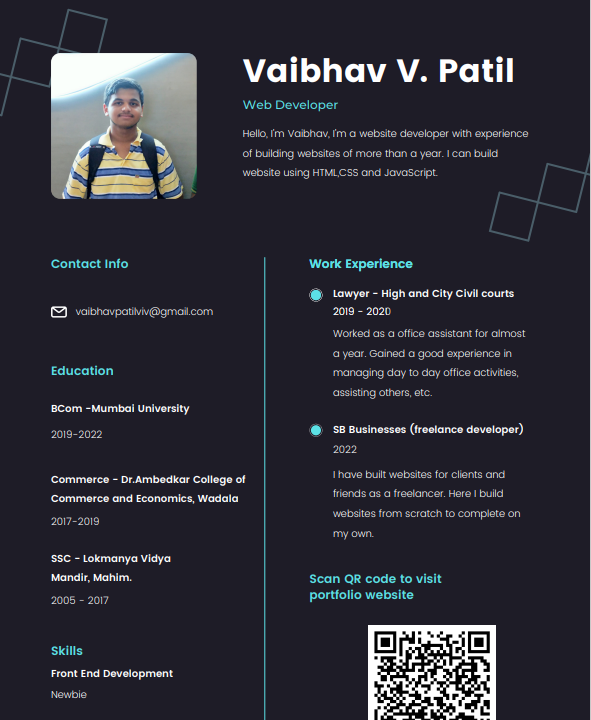 Vaibhav V. Patil
Web Developer
Hello, I'm Vaibhav, I'm a website developer with experience
of building websites of more than a year. I can build
website using HTML,CSS and JavaScript.
Contact Info
vaibhavpatilviv@gmail.com
Education
BCom -Mumbai University
2019-2022
Commerce - Dr.Ambedkar College of
Commerce and Economics, Wadala
2017-2019
SSC - Lokmanya Vidya
Mandir, Mahim.
2005 - 2017
Skills
Front End Development
Newbie
Work Experience
Lawyer - High and City Civil courts
2019 - 2020
Worked as a office assistant for almost
a year. Gained a good experience in
managing day to day office activities,
assisting others, etc.
SB Businesses (freelance developer)
2022
I have built websites for clients and
friends as a freelancer. Here I build
websites from scratch to complete on
my own.
Scan QR code to visit
portfolio website